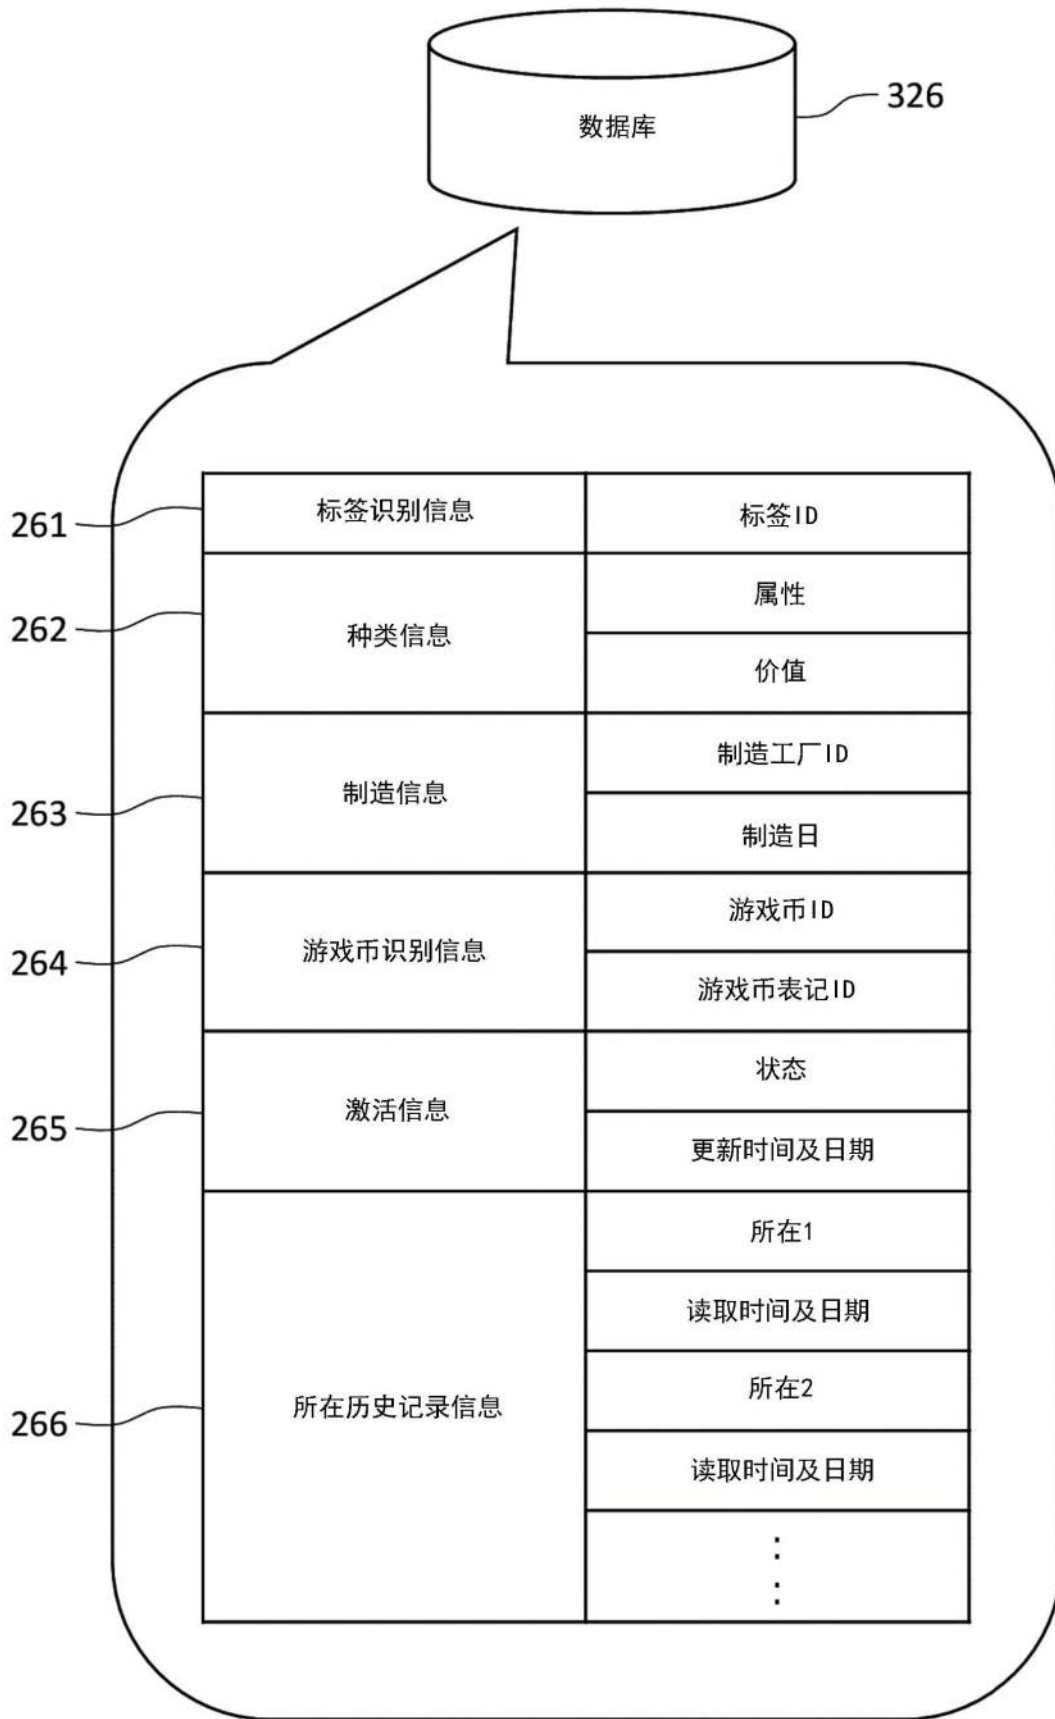 数据库
326
261
标签识别信息
标签ID
262
种类信息
属性
价值
263
制造信息
制造工厂ID
制造日
264
游戏币识别信息
游戏币ID
游戏币表记ID
265
激活信息
状态
更新时间及日期
266
所在历史记录信息
所在1
读取时间及日期
所在2
读取时间及日期